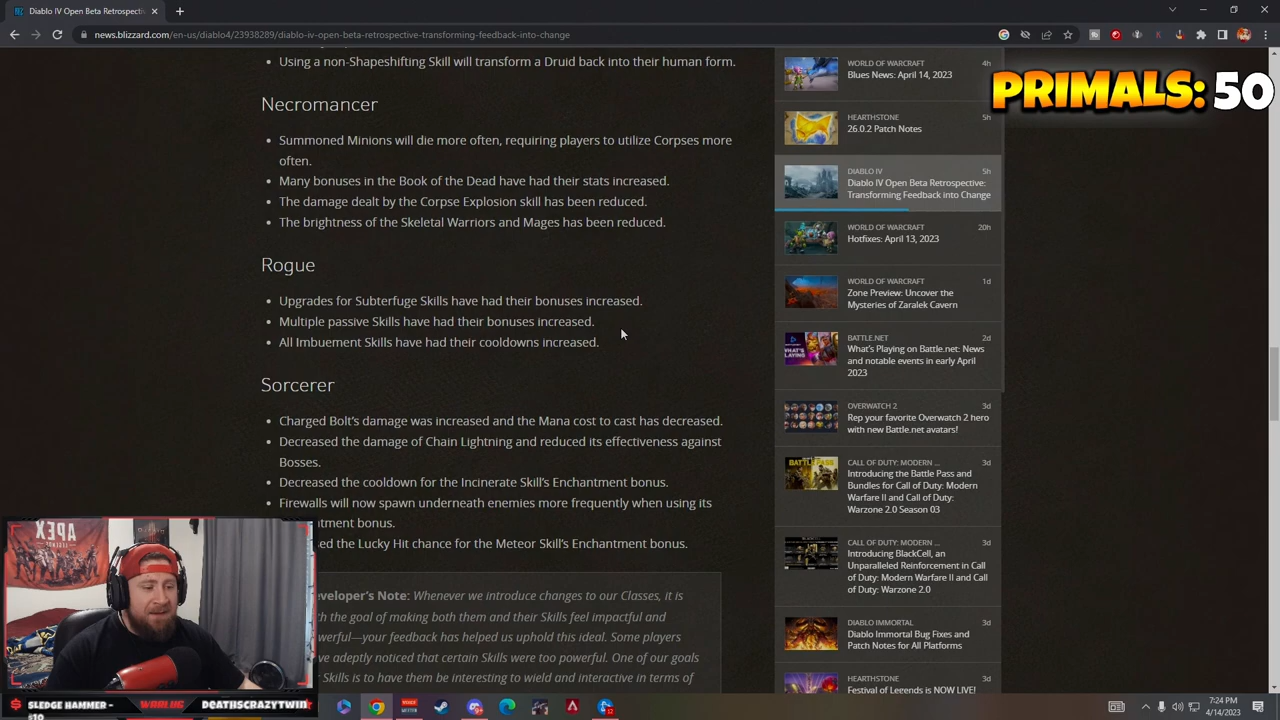 Diablo IV Open Beta Retrospecti
news.blizzard.com/en-us/diablo4/23938289/diablo-iv-open-beta-retrospective-transforming-feedback-into-change
Using a non-Shapeshifting Skill will transform a Druid back into their human form.
Necromancer
Summoned Minions will die more often, requiring players to utilize Corpses more
often.
Many bonuses in the Book of the Dead have had their stats increased.
The damage dealt by the Corpse Explosion skill has been reduced.
The brightness of the Skeletal Warriors and Mages has been reduced.
Rogue
Upgrades for Subterfuge Skills have had their bonuses increased.
Multiple passive Skills have had their bonuses increased.
All Imbuement Skills have had their cooldowns increased.
Sorcerer
Charged Bolt's damage was increased and the Mana cost to cast has decreased.
Decreased the damage of Chain Lightning and reduced its effectiveness against
Bosses.
Decreased the cooldown for the Incinerate Skill's Enchantment bonus.
Firewalls will now spawn underneath enemies more frequently when using its
tment bonus.
sed the Lucky Hit chance for the Meteor Skill's Enchantment bonus.
veloper's Note: Whenever we introduce changes to our Classes, it is
th the goal of making both them and their Skills feel impactful and
werful—your feedback has helped us uphold this ideal. Some players
ve adeptly noticed that certain Skills were too powerful. One of our goals
Skills is to have them be interesting to wield and interactive in terms of
WORLD OF WARCRAFT 4h
Blues News: April 14, 2023
HEARTHSTONE 5h
26.0.2 Patch Notes
DIABLO IV 5h
Diablo IV Open Beta Retrospective:
Transforming Feedback into Change
WORLD OF WARCRAFT 20h
Hotfixes: April 13, 2023
WORLD OF WARCRAFT 1d
Zone Preview: Uncover the
Mysteries of Zaralek Cavern
BATTLE.NET 2d
What's Playing on Battle.net: News
and notable events in early April
2023
OVERWATCH 2 3d
Rep your favorite Overwatch 2 hero
with new Battle.net avatars!
CALL OF DUTY: MODERN ... 3d
Introducing the Battle Pass and
Bundles for Call of Duty: Modern
Warfare II and Call of Duty:
Warzone 2.0 Season 03
CALL OF DUTY: MODERN ... 3d
Introducing BlackCell, an
Unparalleled Reinforcement in Call
of Duty: Modern Warfare II and Call
of Duty: Warzone 2.0
DIABLO IMMORTAL 3d
Diablo Immortal Bug Fixes and
Patch Notes for All Platforms
HEARTHSTONE 3d
Festival of Legends is NOW LIVE!
PRIMALS: 50
APEX
SLEDGE HAMMER -
$10
WARLUG
DEATHSCRAZYTWIN
7:24 PM
4/14/2023